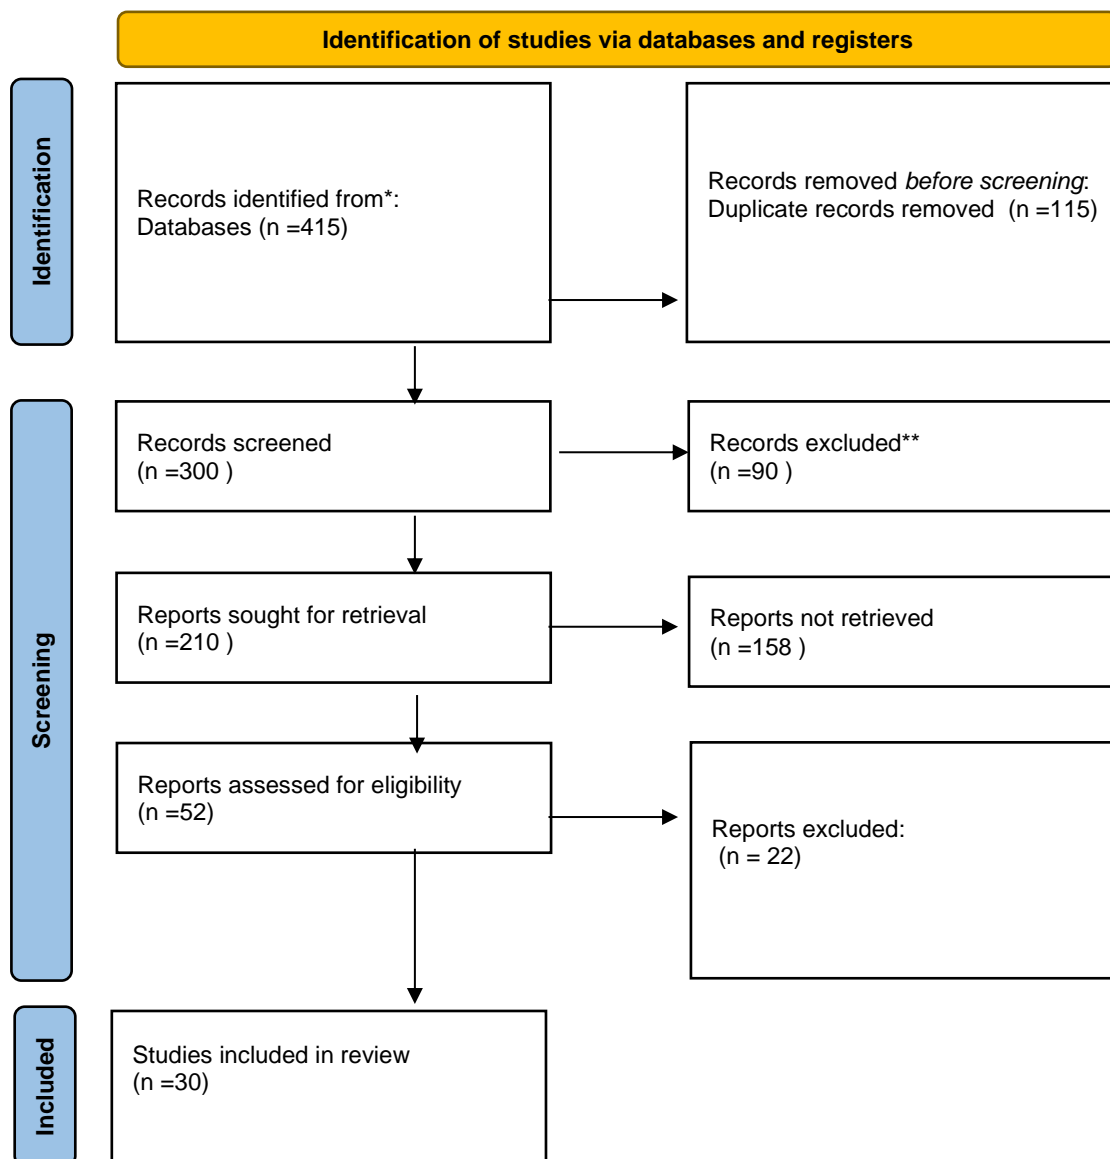 Identification of studies via databases and registers
Identification
Records identified from*:
Databases (n =415)
Records removed before screening:
Duplicate records removed  (n =115)
Screening
Records screened
(n =300 )
Records excluded**
(n =90 )
Reports sought for retrieval
(n =210 )
Reports not retrieved
(n =158 )
Reports assessed for eligibility
(n =52)
Reports excluded:
(n = 22)
Included
Studies included in review
(n =30)